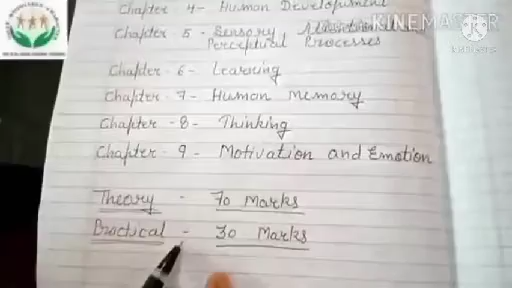 Chapter 4- Human Development
KINEMASTER
Chapter - 5 - Sensory
Perceptual Processes
Chapter - 6 - Learning
Chapter - 7 - Human Memory
Chapter - 8 - Thinking
Chapter - 9 - Motivation and Emotion
Theory - 70 Marks
Practical - 30 Marks